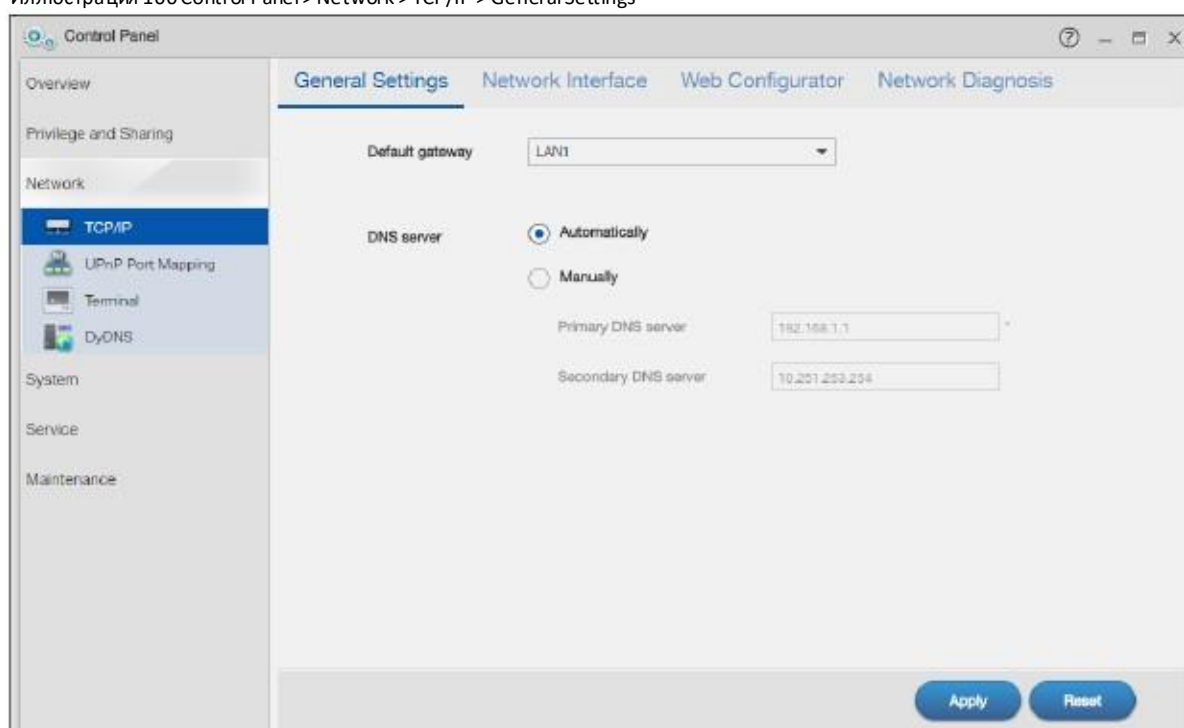 Иллюстрация 106 Control Panel > Network > TCP/IP > General Settings
Control Panel
Overview
Privilege and Sharing
Network
TCP/IP
UPnP Port Mapping
Terminal
DyDNS
System
Service
Maintenance
General Settings Network Interface Web Configurator Network Diagnosis
Default gateway LAN1
DNS server Automatically
Manually
Primary DNS server 192.168.1.1 *
Secondary DNS server 10.251.253.254
Apply Reset